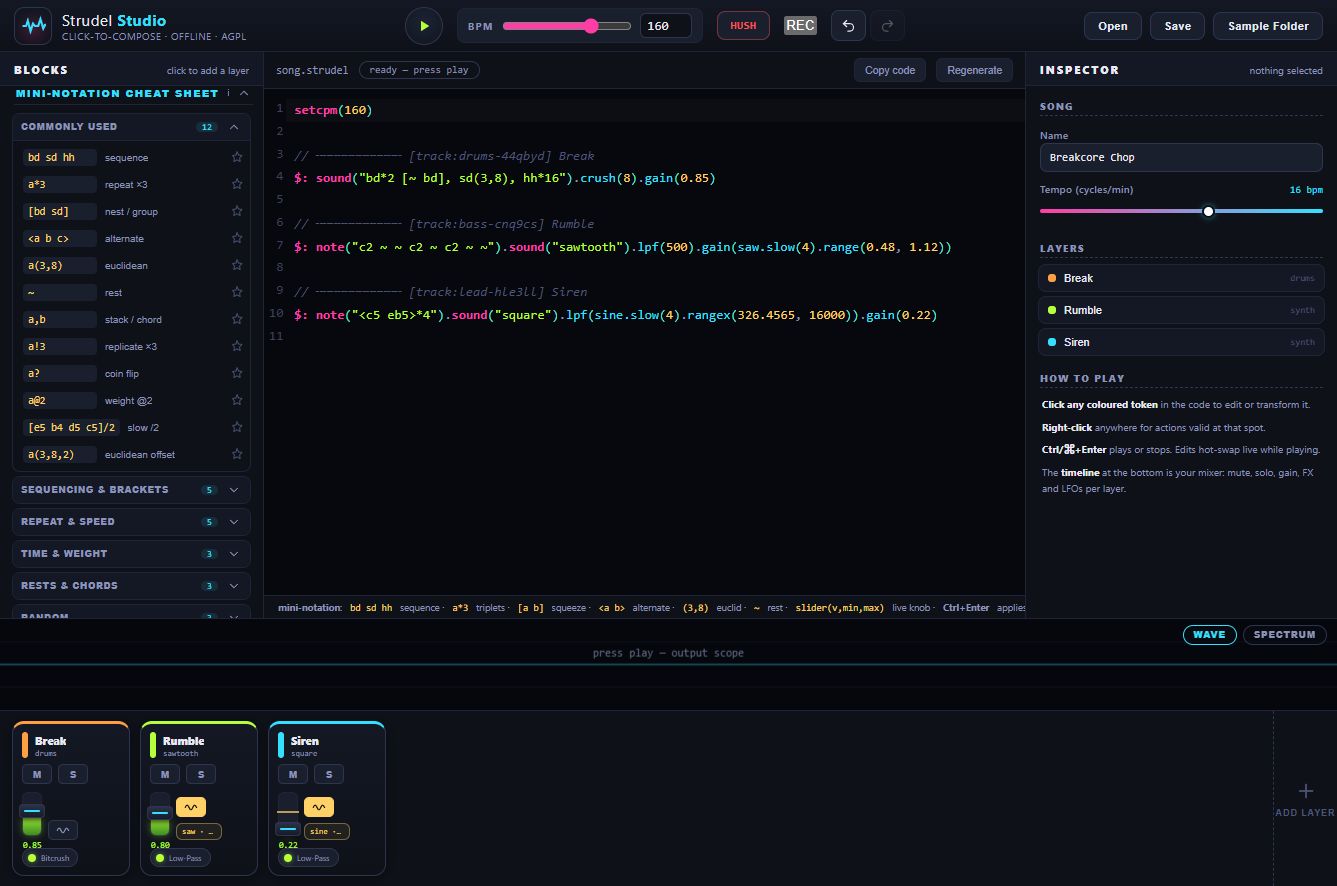 Strudel Studio
CLICK-TO-COMPOSE · OFFLINE · AGPL
BPM 160 HUSH REC
Open Save Sample Folder
BLOCKS click to add a layer
MINI-NOTATION CHEAT SHEET i
COMMONLY USED 12
bd sd hh sequence
a*3 repeat ×3
[bd sd] nest / group
<a b c> alternate
a(3,8) euclidean
~ rest
a,b stack / chord
a!3 replicate ×3
a? coin flip
a@2 weight @2
[e5 b4 d5 c5]/2 slow /2
a(3,8,2) euclidean offset
SEQUENCING & BRACKETS 5
REPEAT & SPEED 5
TIME & WEIGHT 3
RESTS & CHORDS 3
RANDOM
song.strudel ready — press play Copy code Regenerate
1 setcpm(160)
2
3 // ———————————— [track:drums-44qbyd] Break
4 $: sound("bd*2 [~ bd], sd(3,8), hh*16").crush(8).gain(0.85)
5
6 // ———————————— [track:bass-cnq9cs] Rumble
7 $: note("c2 ~ ~ c2 ~ c2 ~ ~").sound("sawtooth").lpf(500).gain(saw.slow(4).range(0.48, 1.12))
8
9 // ———————————— [track:lead-hle3ll] Siren
10 $: note("<c5 eb5>*4").sound("square").lpf(sine.slow(4).rangex(326.4565, 16000)).gain(0.22)
11
mini-notation: bd sd hh sequence · a*3 triplets · [a b] squeeze · <a b> alternate · (3,8) euclid · ~ rest · slider(v,min,max) live knob · Ctrl+Enter applies
INSPECTOR nothing selected
SONG
Name
Breakcore Chop
Tempo (cycles/min) 16 bpm
LAYERS
Break drums
Rumble synth
Siren synth
HOW TO PLAY
Click any coloured token in the code to edit or transform it.
Right-click anywhere for actions valid at that spot.
Ctrl/⌘+Enter plays or stops. Edits hot-swap live while playing.
The timeline at the bottom is your mixer: mute, solo, gain, FX
and LFOs per layer.
WAVE SPECTRUM
press play — output scope
Break
drums
M S
0.85
Bitcrush
Rumble
sawtooth
M S
saw · …
0.80
Low-Pass
Siren
square
M S
sine ·…
0.22
Low-Pass
ADD LAYER